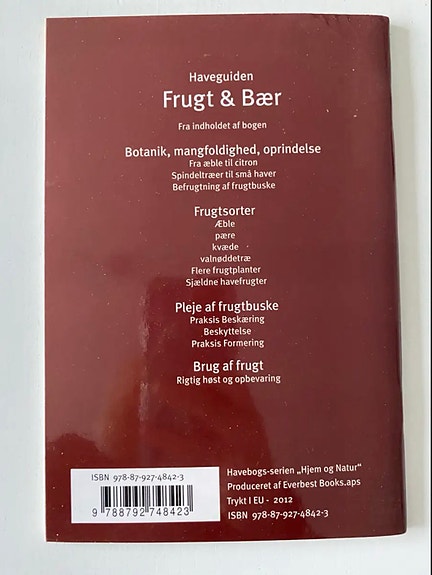 Haveguiden
Frugt & Bær
Fra indholdet af bogen
Botanik, mangfoldighed, oprindelse
Fra æble til citron
Spindeltræer til små haver
Befrugtning af frugtbuske
Frugtsorter
Æble
pære
kvæde
valnøddetræ
Flere frugtplanter
Sjældne havefrugter
Pleje af frugtbuske
Praksis Beskæring
Beskyttelse
Praksis Formering
Brug af frugt
Rigtig høst og opbevaring
ISBN 978-87-927-4842-3
9 788792 748423
Havebogs-serien „Hjem og Natur“
Produceret af Everbest Books.aps
Trykt I EU - 2012
ISBN 978-87-927-4842-3